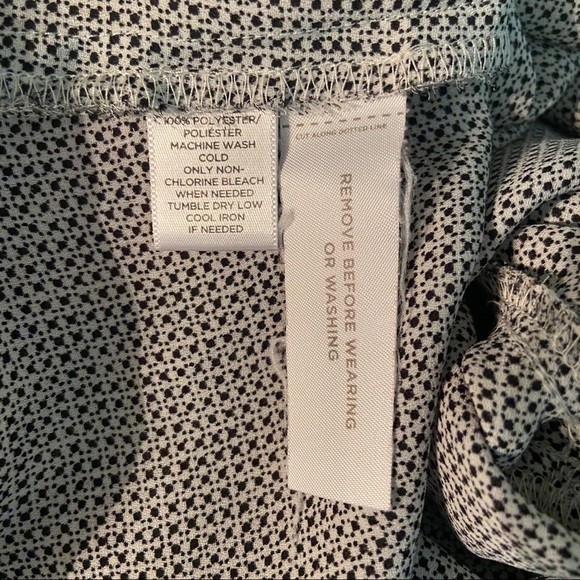 100% POLYESTER/
POLIÉSTER
MACHINE WASH
COLD
ONLY NON-
CHLORINE BLEACH
WHEN NEEDED
TUMBLE DRY LOW
COOL IRON
IF NEEDED
CUT ALONG DOTTED LINE
REMOVE BEFORE WEARING
OR WASHING